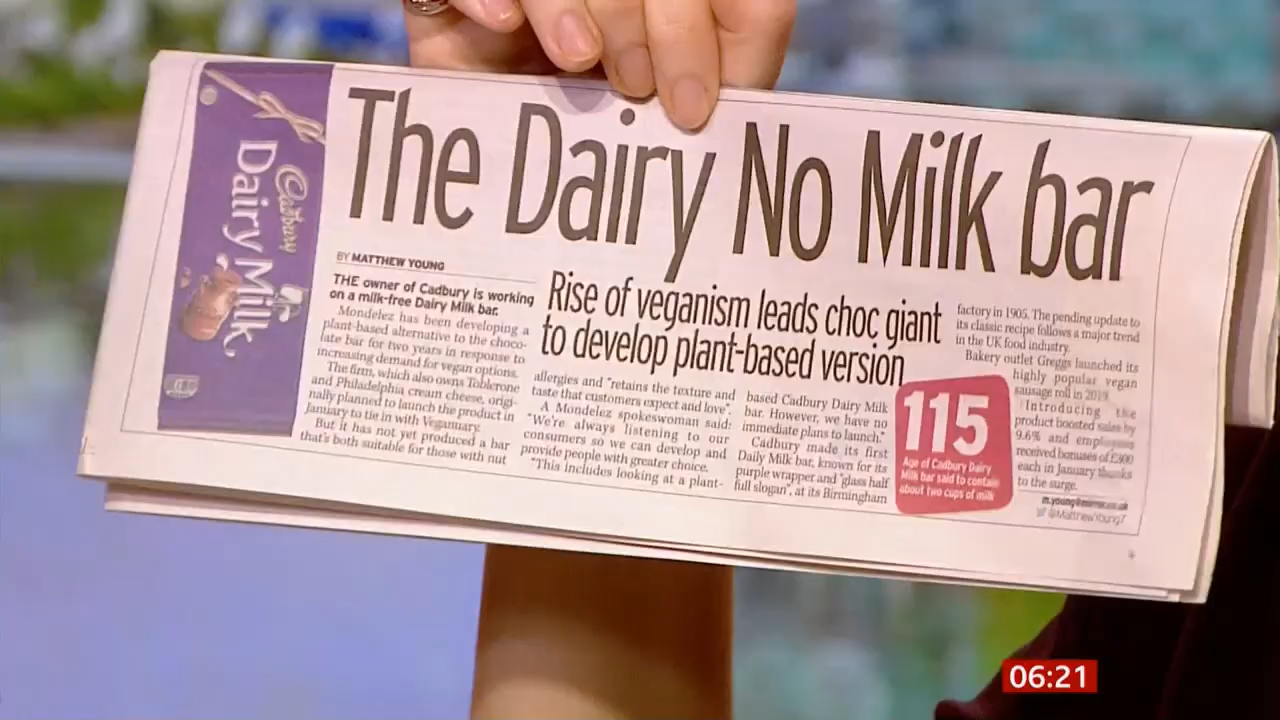 Cadbury
Dairy Milk
The Dairy No Milk bar
BY MATTHEW YOUNG
THE owner of Cadbury is working
on a milk-free Dairy Milk bar.
Mondelez has been developing a
plant-based alternative to the choco-
late bar for two years in response to
increasing demand for vegan options.
The firm, which also owns Toblerone
and Philadelphia cream cheese, origi-
nally planned to launch the product in
January to tie in with Veganuary.
But it has not yet produced a bar
that's both suitable for those with nut
Rise of veganism leads choc giant
to develop plant-based version
allergies and "retains the texture and
taste that customers expect and love".
A Mondelez spokeswoman said:
"We're always listening to our
consumers so we can develop and
provide people with greater choice.
"This includes looking at a plant-
based Cadbury Dairy Milk
bar. However, we have no
immediate plans to launch."
Cadbury made its first
Daily Milk bar, known for its
purple wrapper and "glass half
full slogan", at its Birmingham
115
Age of Cadbury Dairy
Milk bar said to contain
about two cups of milk
factory in 1905. The pending update to
its classic recipe follows a major trend
in the UK food industry.
Bakery outlet Greggs launched its
highly popular vegan
sausage roll in 2019.
Introducing the
product boosted sales by
9.6% and employees
received bonuses of £300
each in January thanks
to the surge.
m.young@mirror.co.uk
@MatthewYoung7
06:21